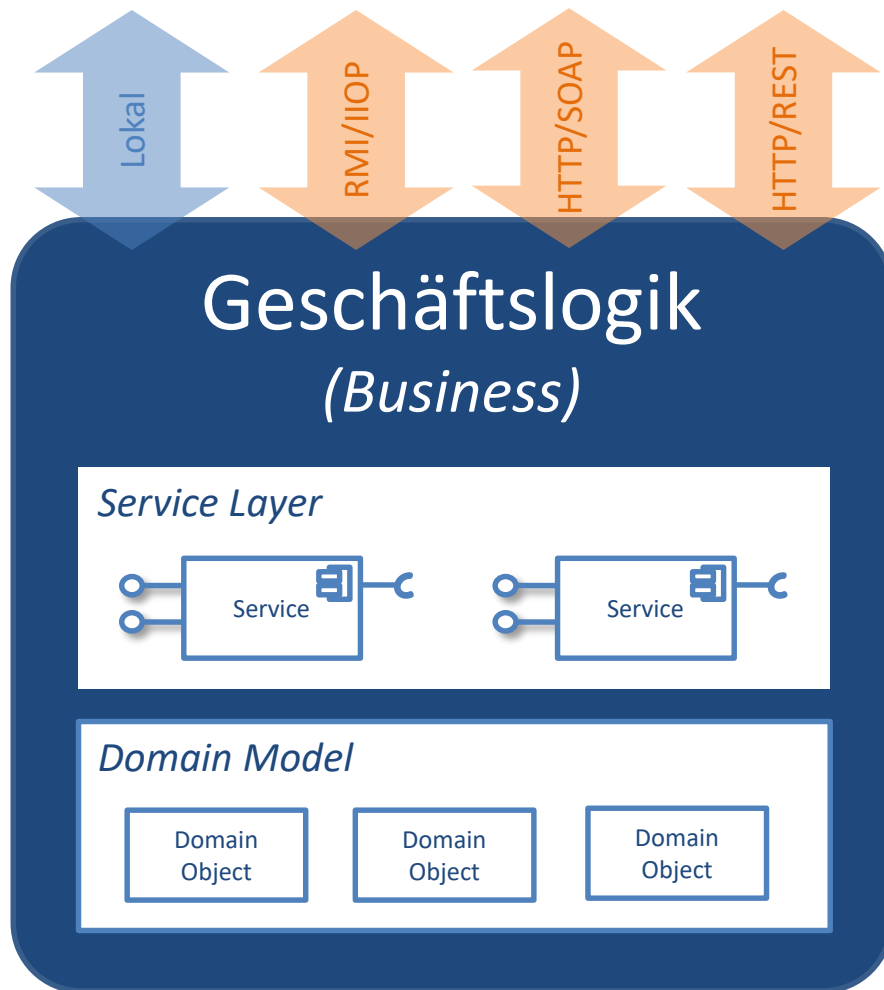 Lokal
RMI/IIOP
HTTP/SOAP
HTTP/REST
Geschäftslogik
(Business)
Service Layer
Service
Service
Domain Model
Domain
Object
Domain
Object
Domain
Object